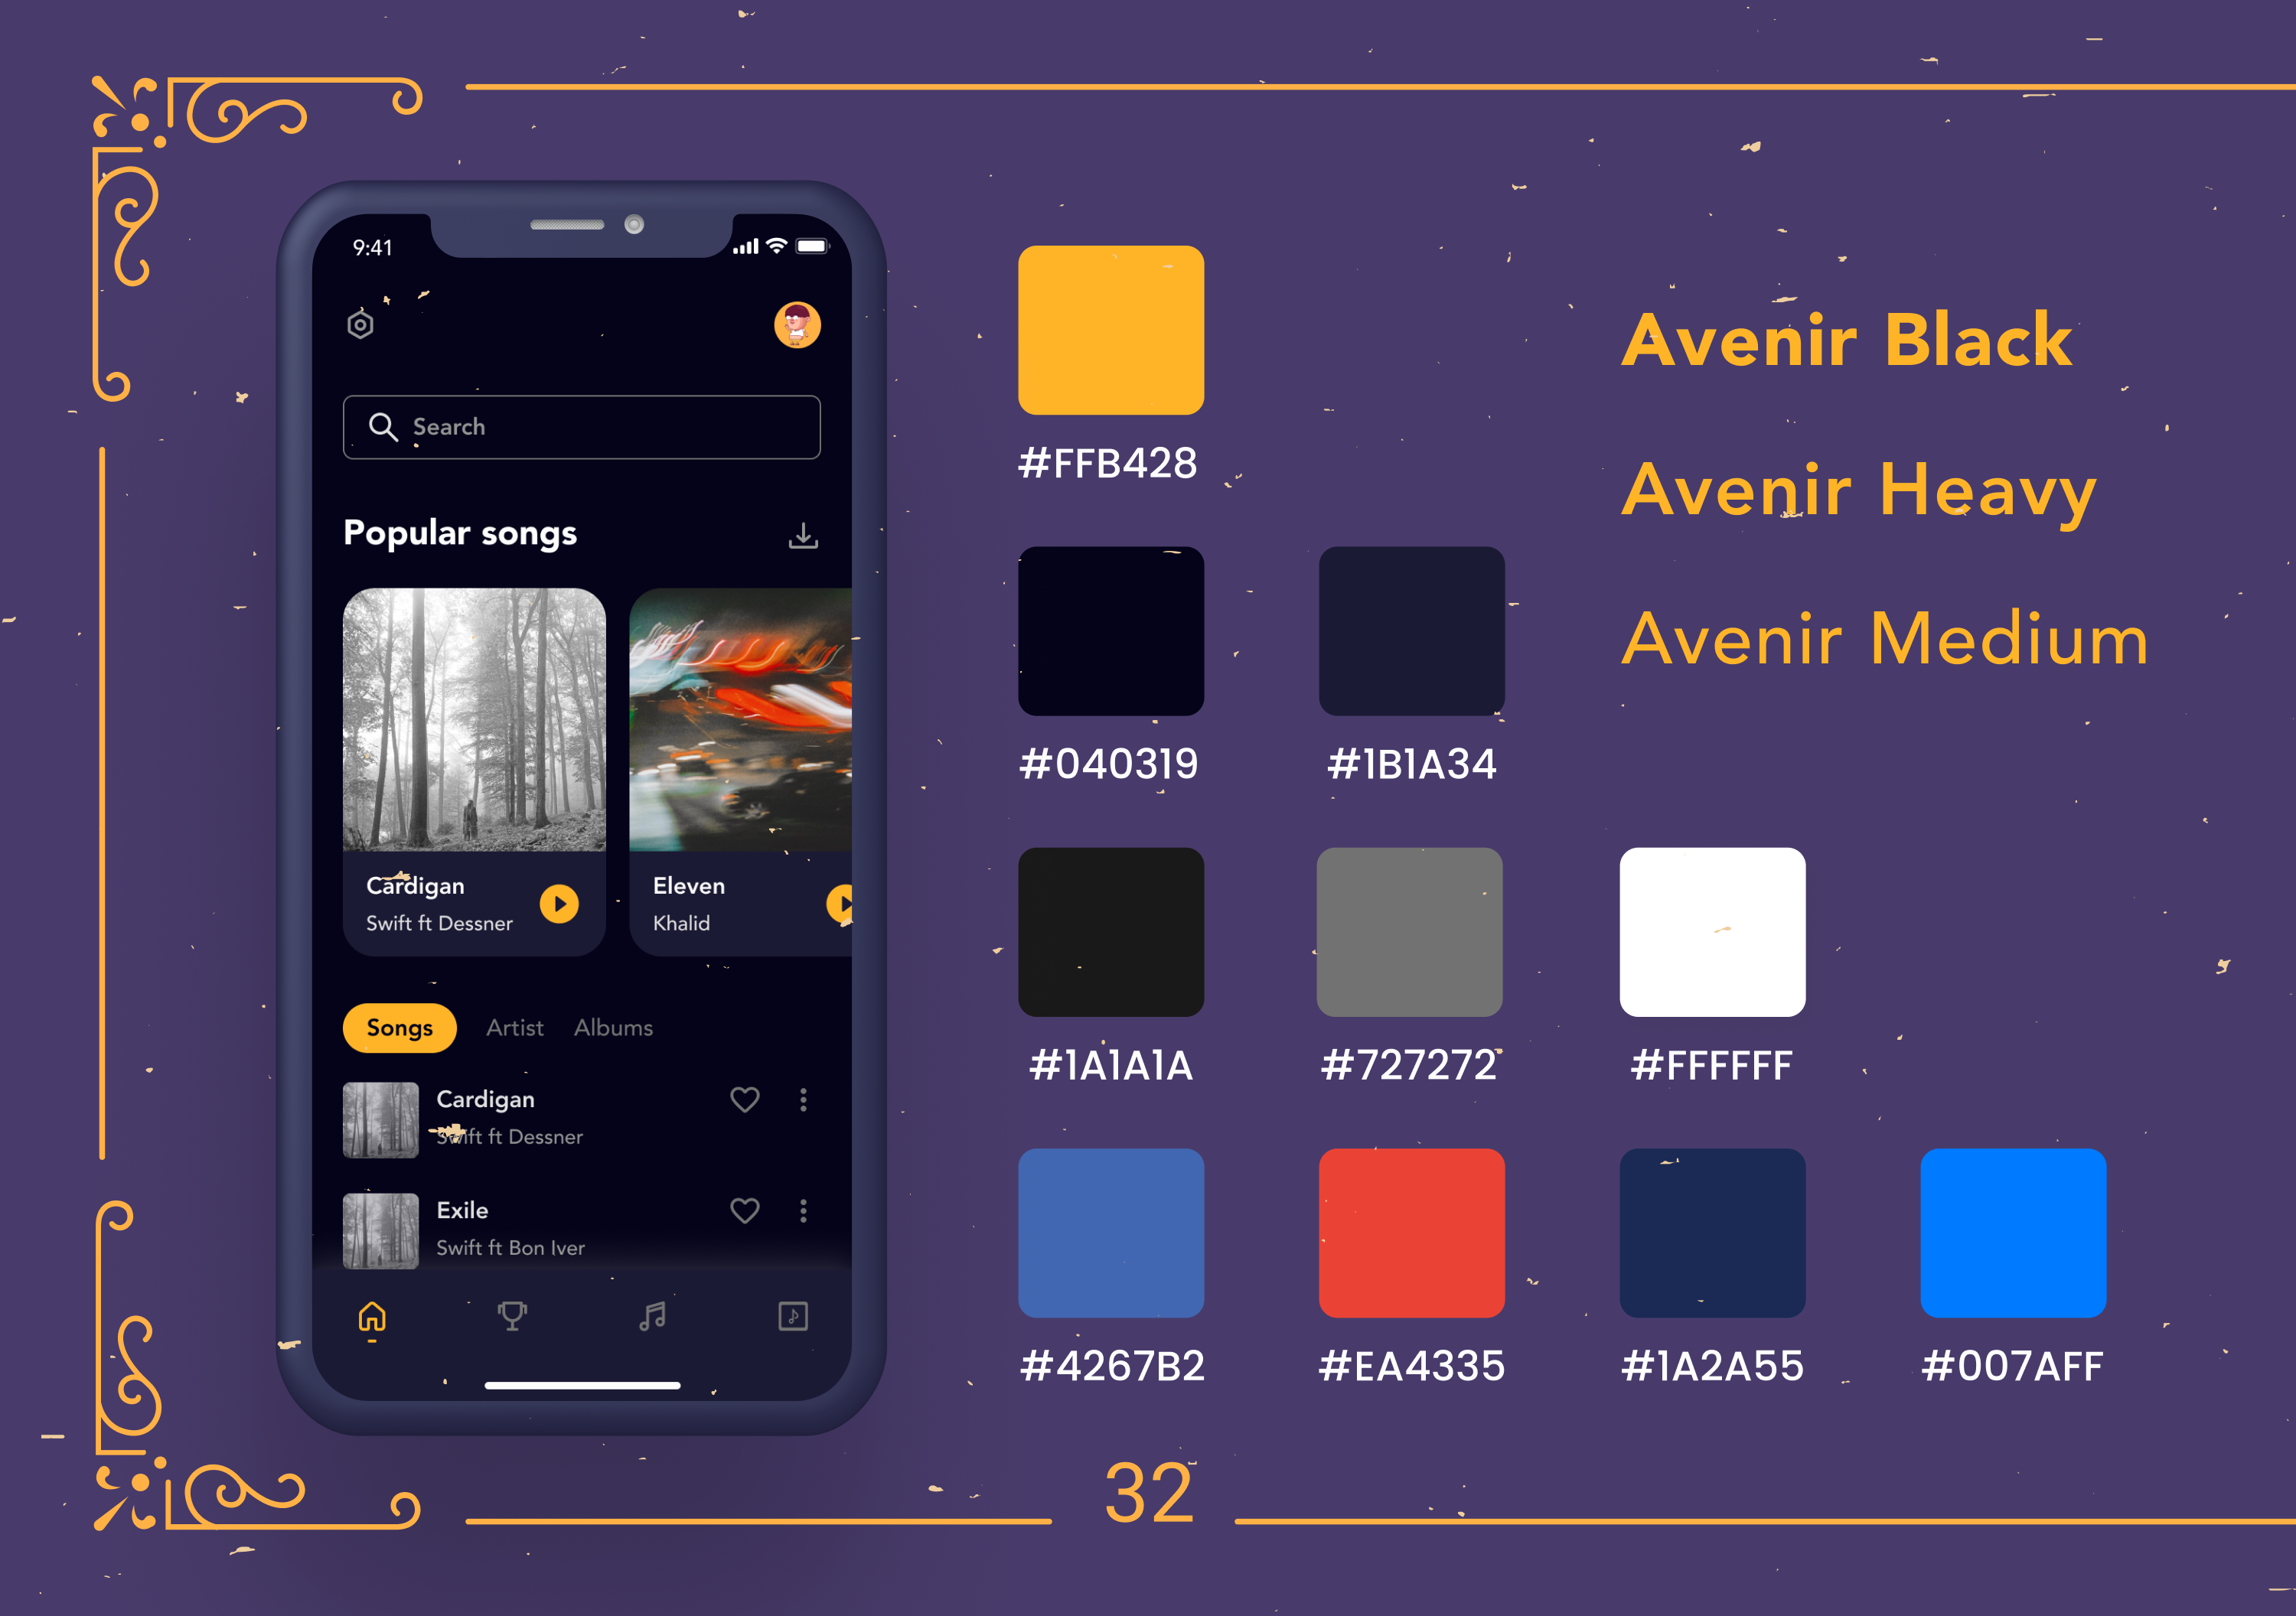 9:41
Search
Popular songs
Cardigan
Swift ft Dessner
Eleven
Khalid
Songs Artist Albums
Cardigan
Swift ft Dessner
Exile
Swift ft Bon Iver
#FFB428
#040319 #1B1A34
#1A1A1A #727272 #FFFFFF
#4267B2 #EA4335 #1A2A55 #007AFF
Avenir Black
Avenir Heavy
Avenir Medium
32